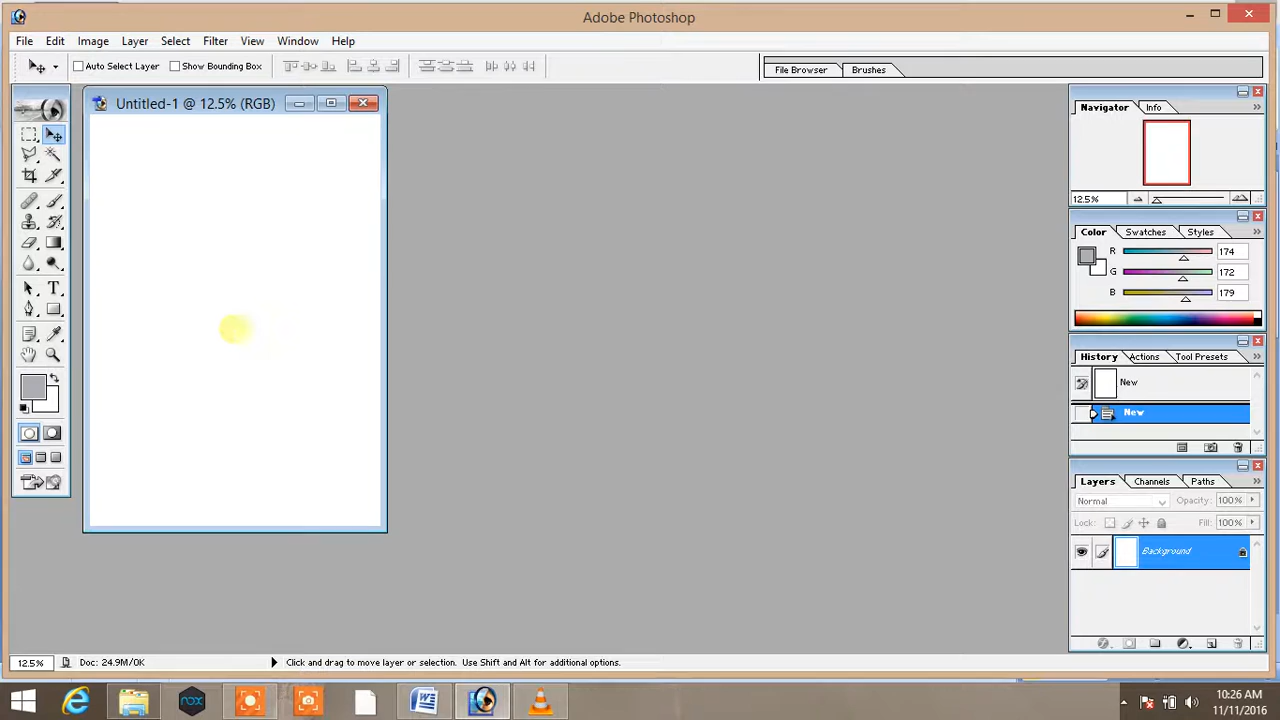 Adobe Photoshop
File Edit Image Layer Select Filter View Window Help
Auto Select Layer Show Bounding Box
File Browser Brushes
Untitled-1 @ 12.5% (RGB)
Navigator Info
12.5%
Color Swatches Styles
R 174
G 172
B 179
T
History Actions Tool Presets
New
New
Layers Channels Paths
Normal Opacity: 100%
Lock: Fill: 100%
Background
12.5% Doc: 24.9M/0K Click and drag to move layer or selection. Use Shift and Alt for additional options.
nox
10:26 AM
11/11/2016